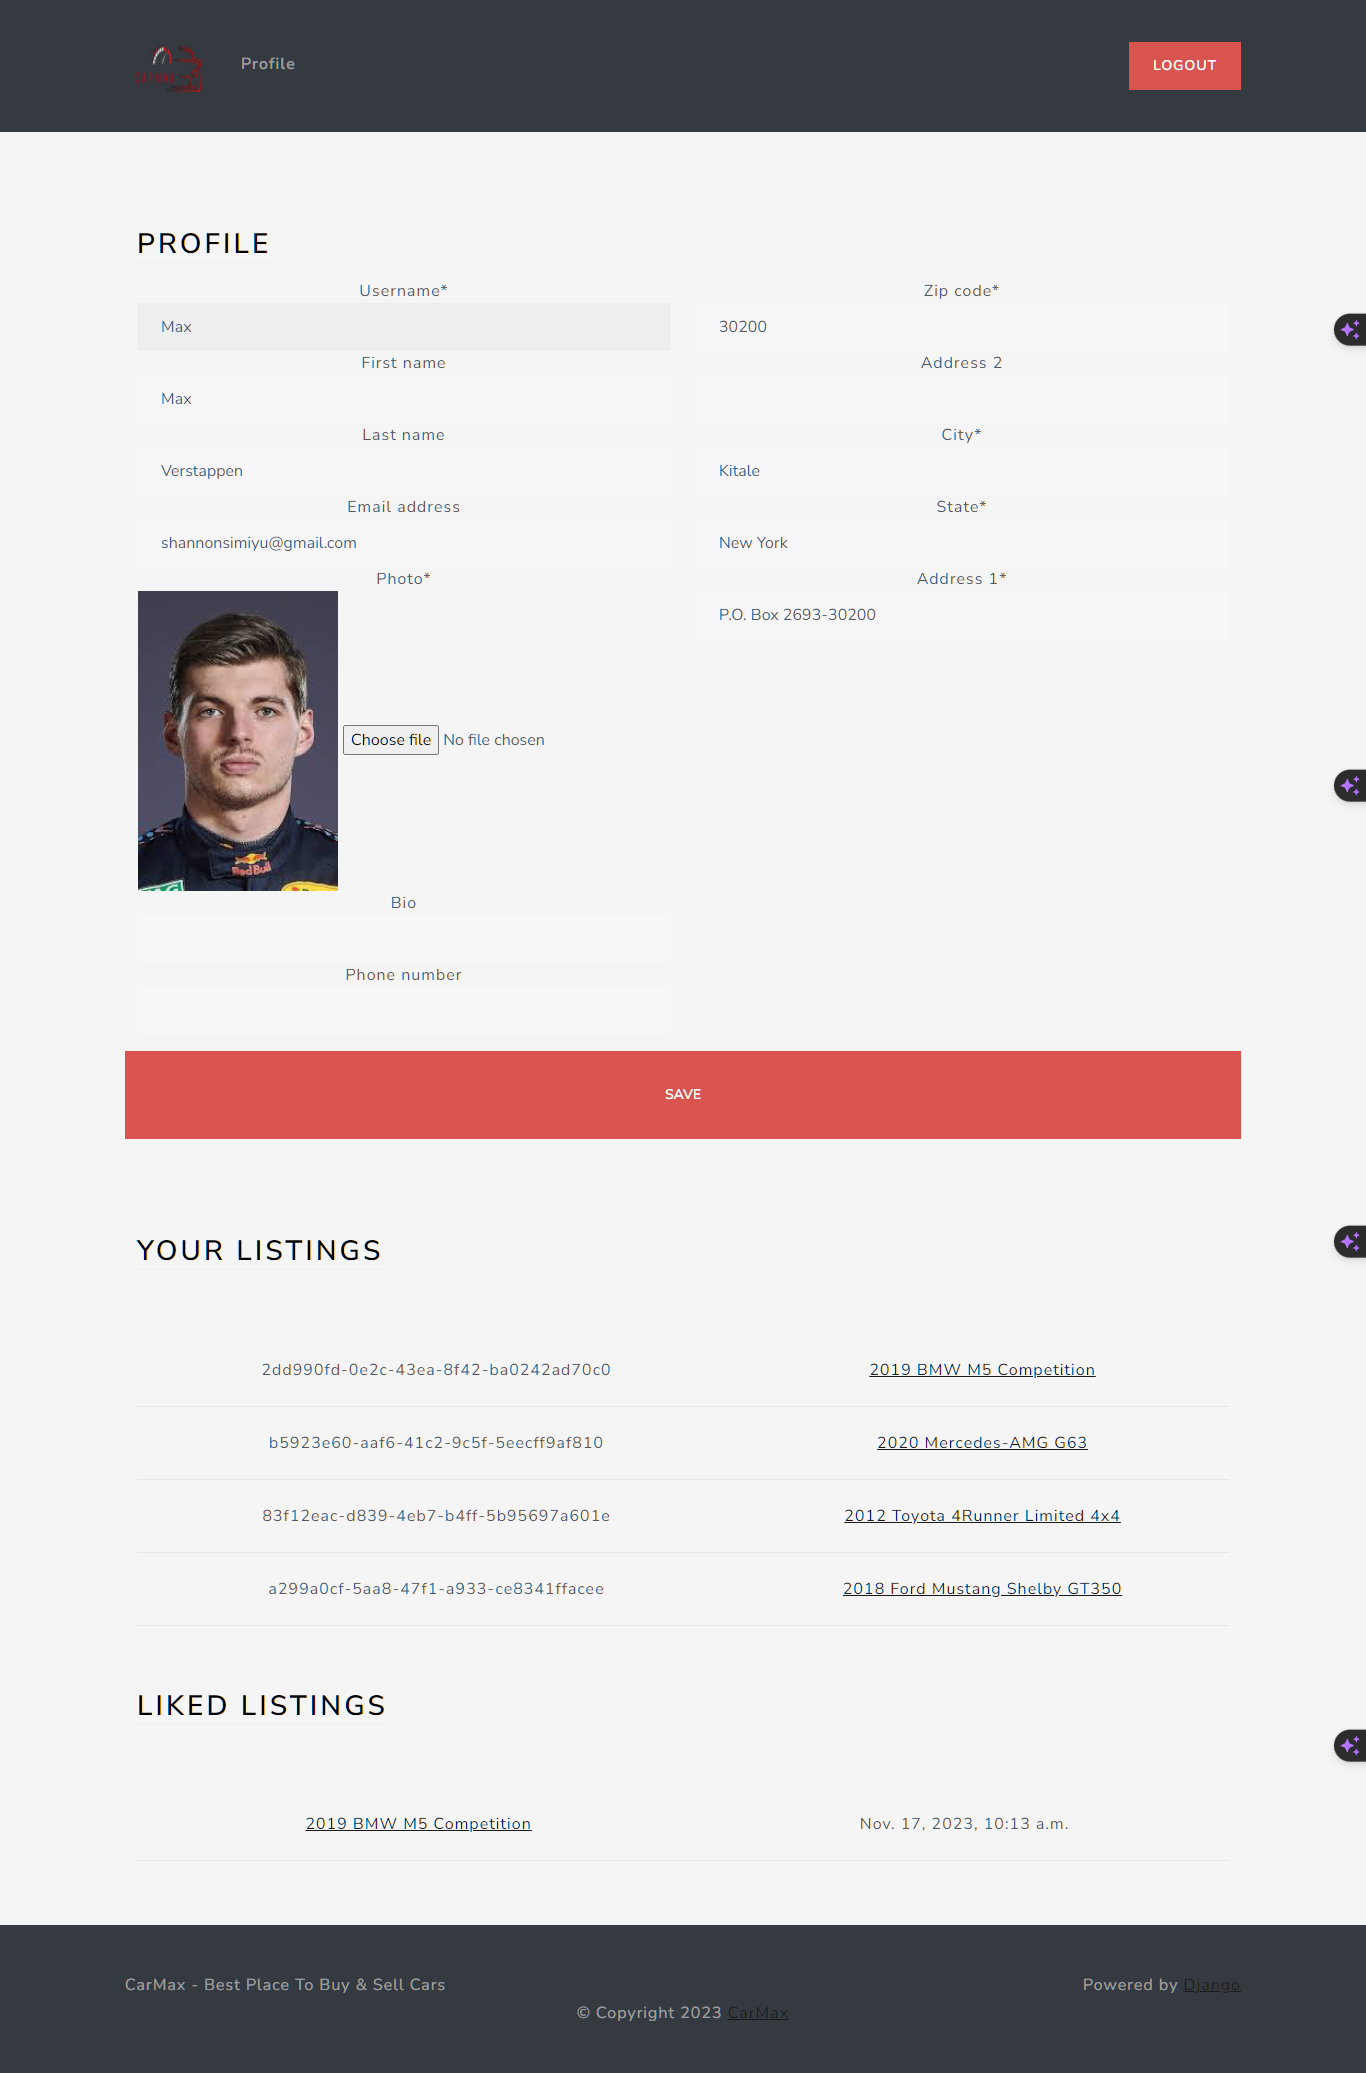 Profile
LOGOUT
PROFILE
Username*
Max
First name
Max
Last name
Verstappen
Email address
shannonsimiyu@gmail.com
Photo*
Red Bull
Choose file No file chosen
Bio
Phone number
Zip code*
30200
Address 2
City*
Kitale
State*
New York
Address 1*
P.O. Box 2693-30200
SAVE
YOUR LISTINGS
2dd990fd-0e2c-43ea-8f42-ba0242ad70c0 2019 BMW M5 Competition
b5923e60-aaf6-41c2-9c5f-5eecff9af810 2020 Mercedes-AMG G63
83f12eac-d839-4eb7-b4ff-5b95697a601e 2012 Toyota 4Runner Limited 4x4
a299a0cf-5aa8-47f1-a933-ce8341ffacee 2018 Ford Mustang Shelby GT350
LIKED LISTINGS
2019 BMW M5 Competition Nov. 17, 2023, 10:13 a.m.
CarMax - Best Place To Buy & Sell Cars
Powered by Django
© Copyright 2023 CarMax